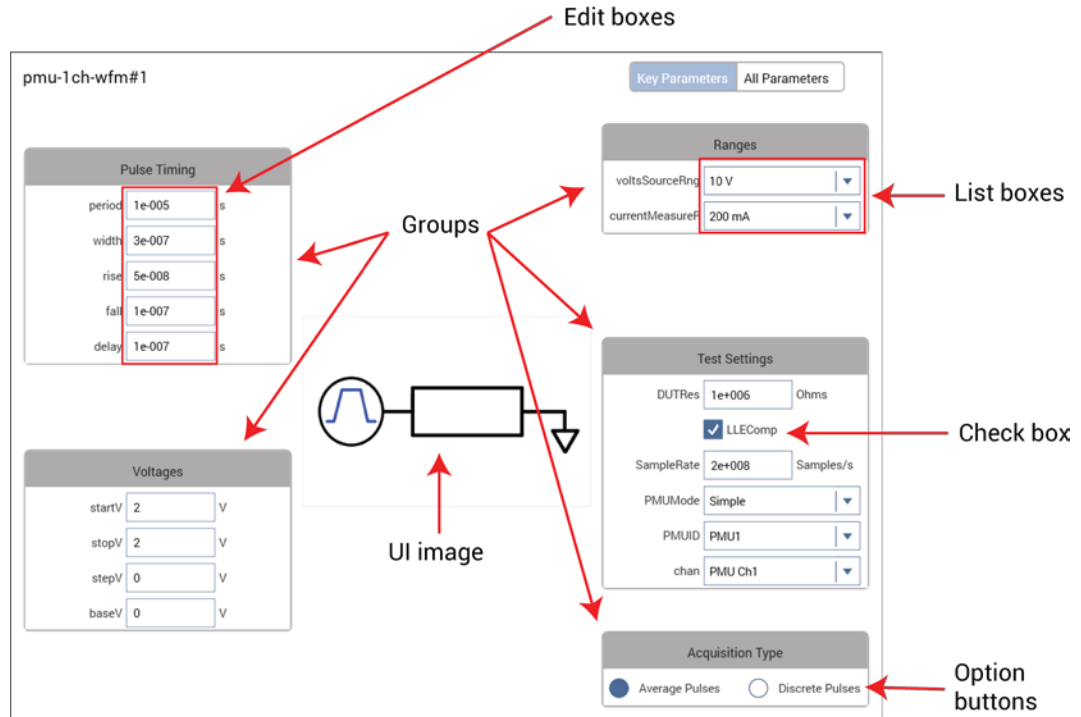 Edit boxes
pmu-1ch-wfm#1
Key Parameters
All Parameters
Pulse Timing
period 1e-005 s
width 3e-007 s
rise 5e-008 s
fall 1e-007 s
delay 1e-007 s
Ranges
voltsSourceRng 10 V
currentMeasureR 200 mA
List boxes
Groups
Test Settings
DUTRes 1e+006 Ohms
LLEComp
Check box
SampleRate 2e+008 Samples/s
PMUMode Simple
PMUID PMU1
chan PMU Ch1
Voltages
startV 2 V
stopV 2 V
stepV 0 V
baseV 0 V
UI image
Acquisition Type
Average Pulses
Discrete Pulses
Option
buttons